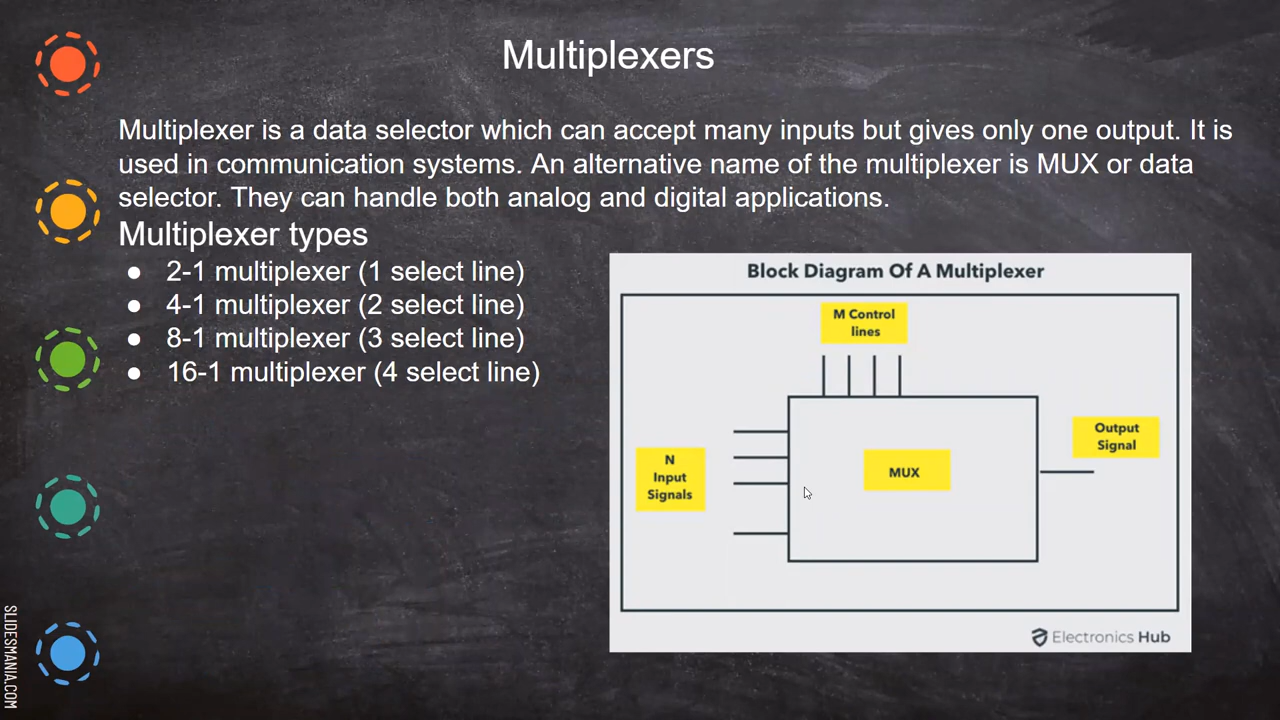 Multiplexers
Multiplexer is a data selector which can accept many inputs but gives only one output. It is
used in communication systems. An alternative name of the multiplexer is MUX or data
selector. They can handle both analog and digital applications.
Multiplexer types
● 2-1 multiplexer (1 select line)
● 4-1 multiplexer (2 select line)
● 8-1 multiplexer (3 select line)
● 16-1 multiplexer (4 select line)
Block Diagram Of A Multiplexer
M Control
lines
N
Input
Signals
MUX
Output
Signal
Electronics Hub
SLIDESMANIA.COM